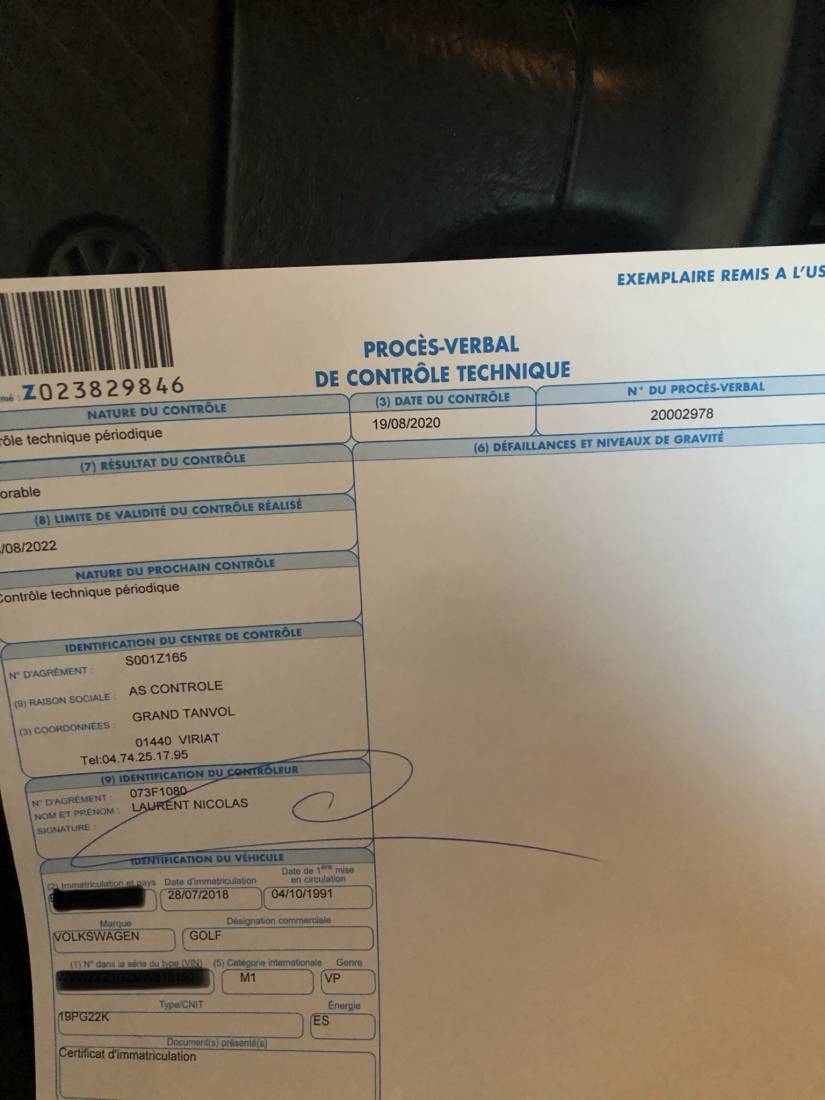 EXEMPLAIRE REMIS A L'US
PROCÈS-VERBAL
DE CONTRÔLE TECHNIQUE
mé : Z023829846
NATURE DU CONTRÔLE
rôle technique périodique
(3) DATE DU CONTRÔLE
19/08/2020
N° DU PROCÈS-VERBAL
20002978
(7) RÉSULTAT DU CONTRÔLE
orable
(6) DÉFAILLANCES ET NIVEAUX DE GRAVITÉ
(8) LIMITE DE VALIDITÉ DU CONTRÔLE RÉALISÉ
/08/2022
NATURE DU PROCHAIN CONTRÔLE
Contrôle technique périodique
IDENTIFICATION DU CENTRE DE CONTRÔLE
N° D'AGRÉMENT : S001Z165
(9) RAISON SOCIALE : AS CONTROLE
(3) COORDONNÉES : GRAND TANVOL
01440 VIRIAT
Tel:04.74.25.17.95
(9) IDENTIFICATION DU CONTRÔLEUR
N° D'AGRÉMENT : 073F1080
NOM ET PRÉNOM : LAURENT NICOLAS
SIGNATURE :
IDENTIFICATION DU VÉHICULE
(2) Immatriculation et pays
Date d'immatriculation
28/07/2018
Date de 1ère mise
en circulation
04/10/1991
Marque
VOLKSWAGEN
Désignation commerciale
GOLF
(1) N° dans la série du type (VIN)
(5) Catégorie internationale
M1
Genre
VP
Type/CNIT
19PG22K
Énergie
ES
Document(s) présenté(s)
Certificat d'immatriculation